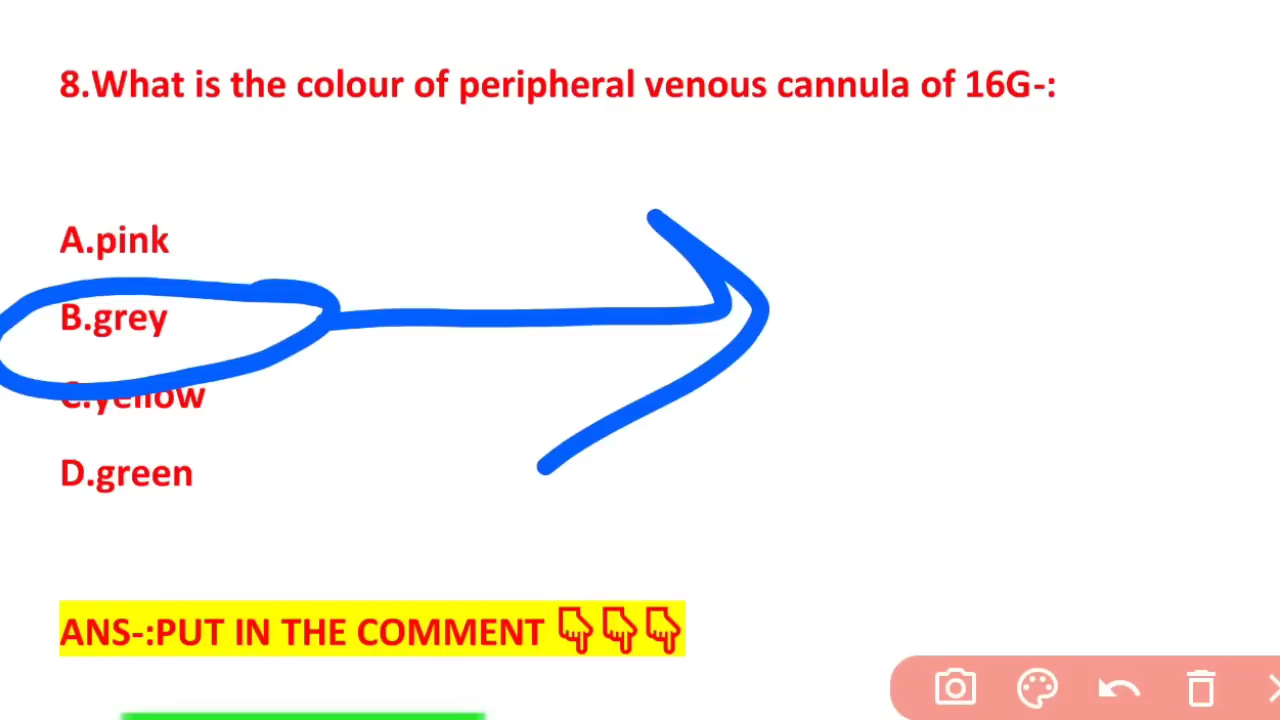 8.What is the colour of peripheral venous cannula of 16G-:
A.pink
B.grey
C.yellow
D.green
ANS-:PUT IN THE COMMENT 👇👇👇